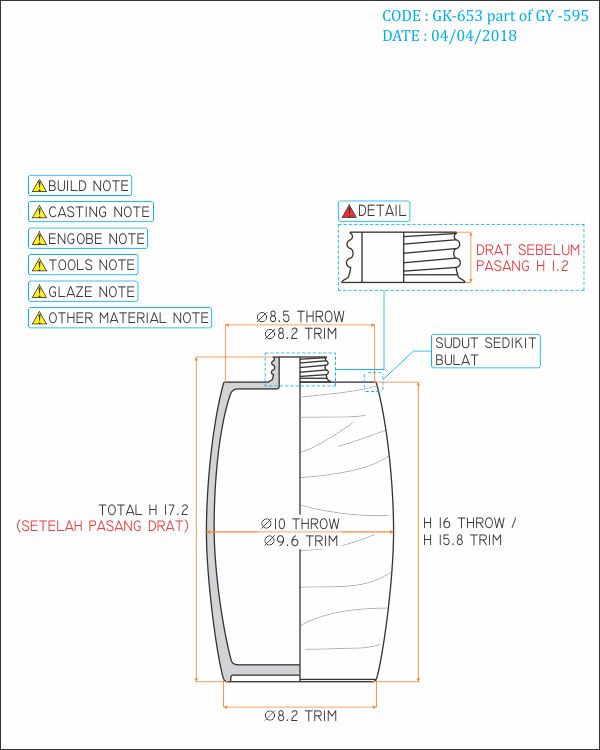 CODE : GK-653 part of GY -595
DATE : 04/04/2018
BUILD NOTE
CASTING NOTE
ENGOBE NOTE
TOOLS NOTE
GLAZE NOTE
OTHER MATERIAL NOTE
DETAIL
DRAT SEBELUM
PASANG H 1.2
Ø8.5 THROW
Ø8.2 TRIM
SUDUT SEDIKIT
BULAT
TOTAL H 17.2
(SETELAH PASANG DRAT)
Ø10 THROW
Ø9.6 TRIM
H 16 THROW /
H 15.8 TRIM
Ø8.2 TRIM